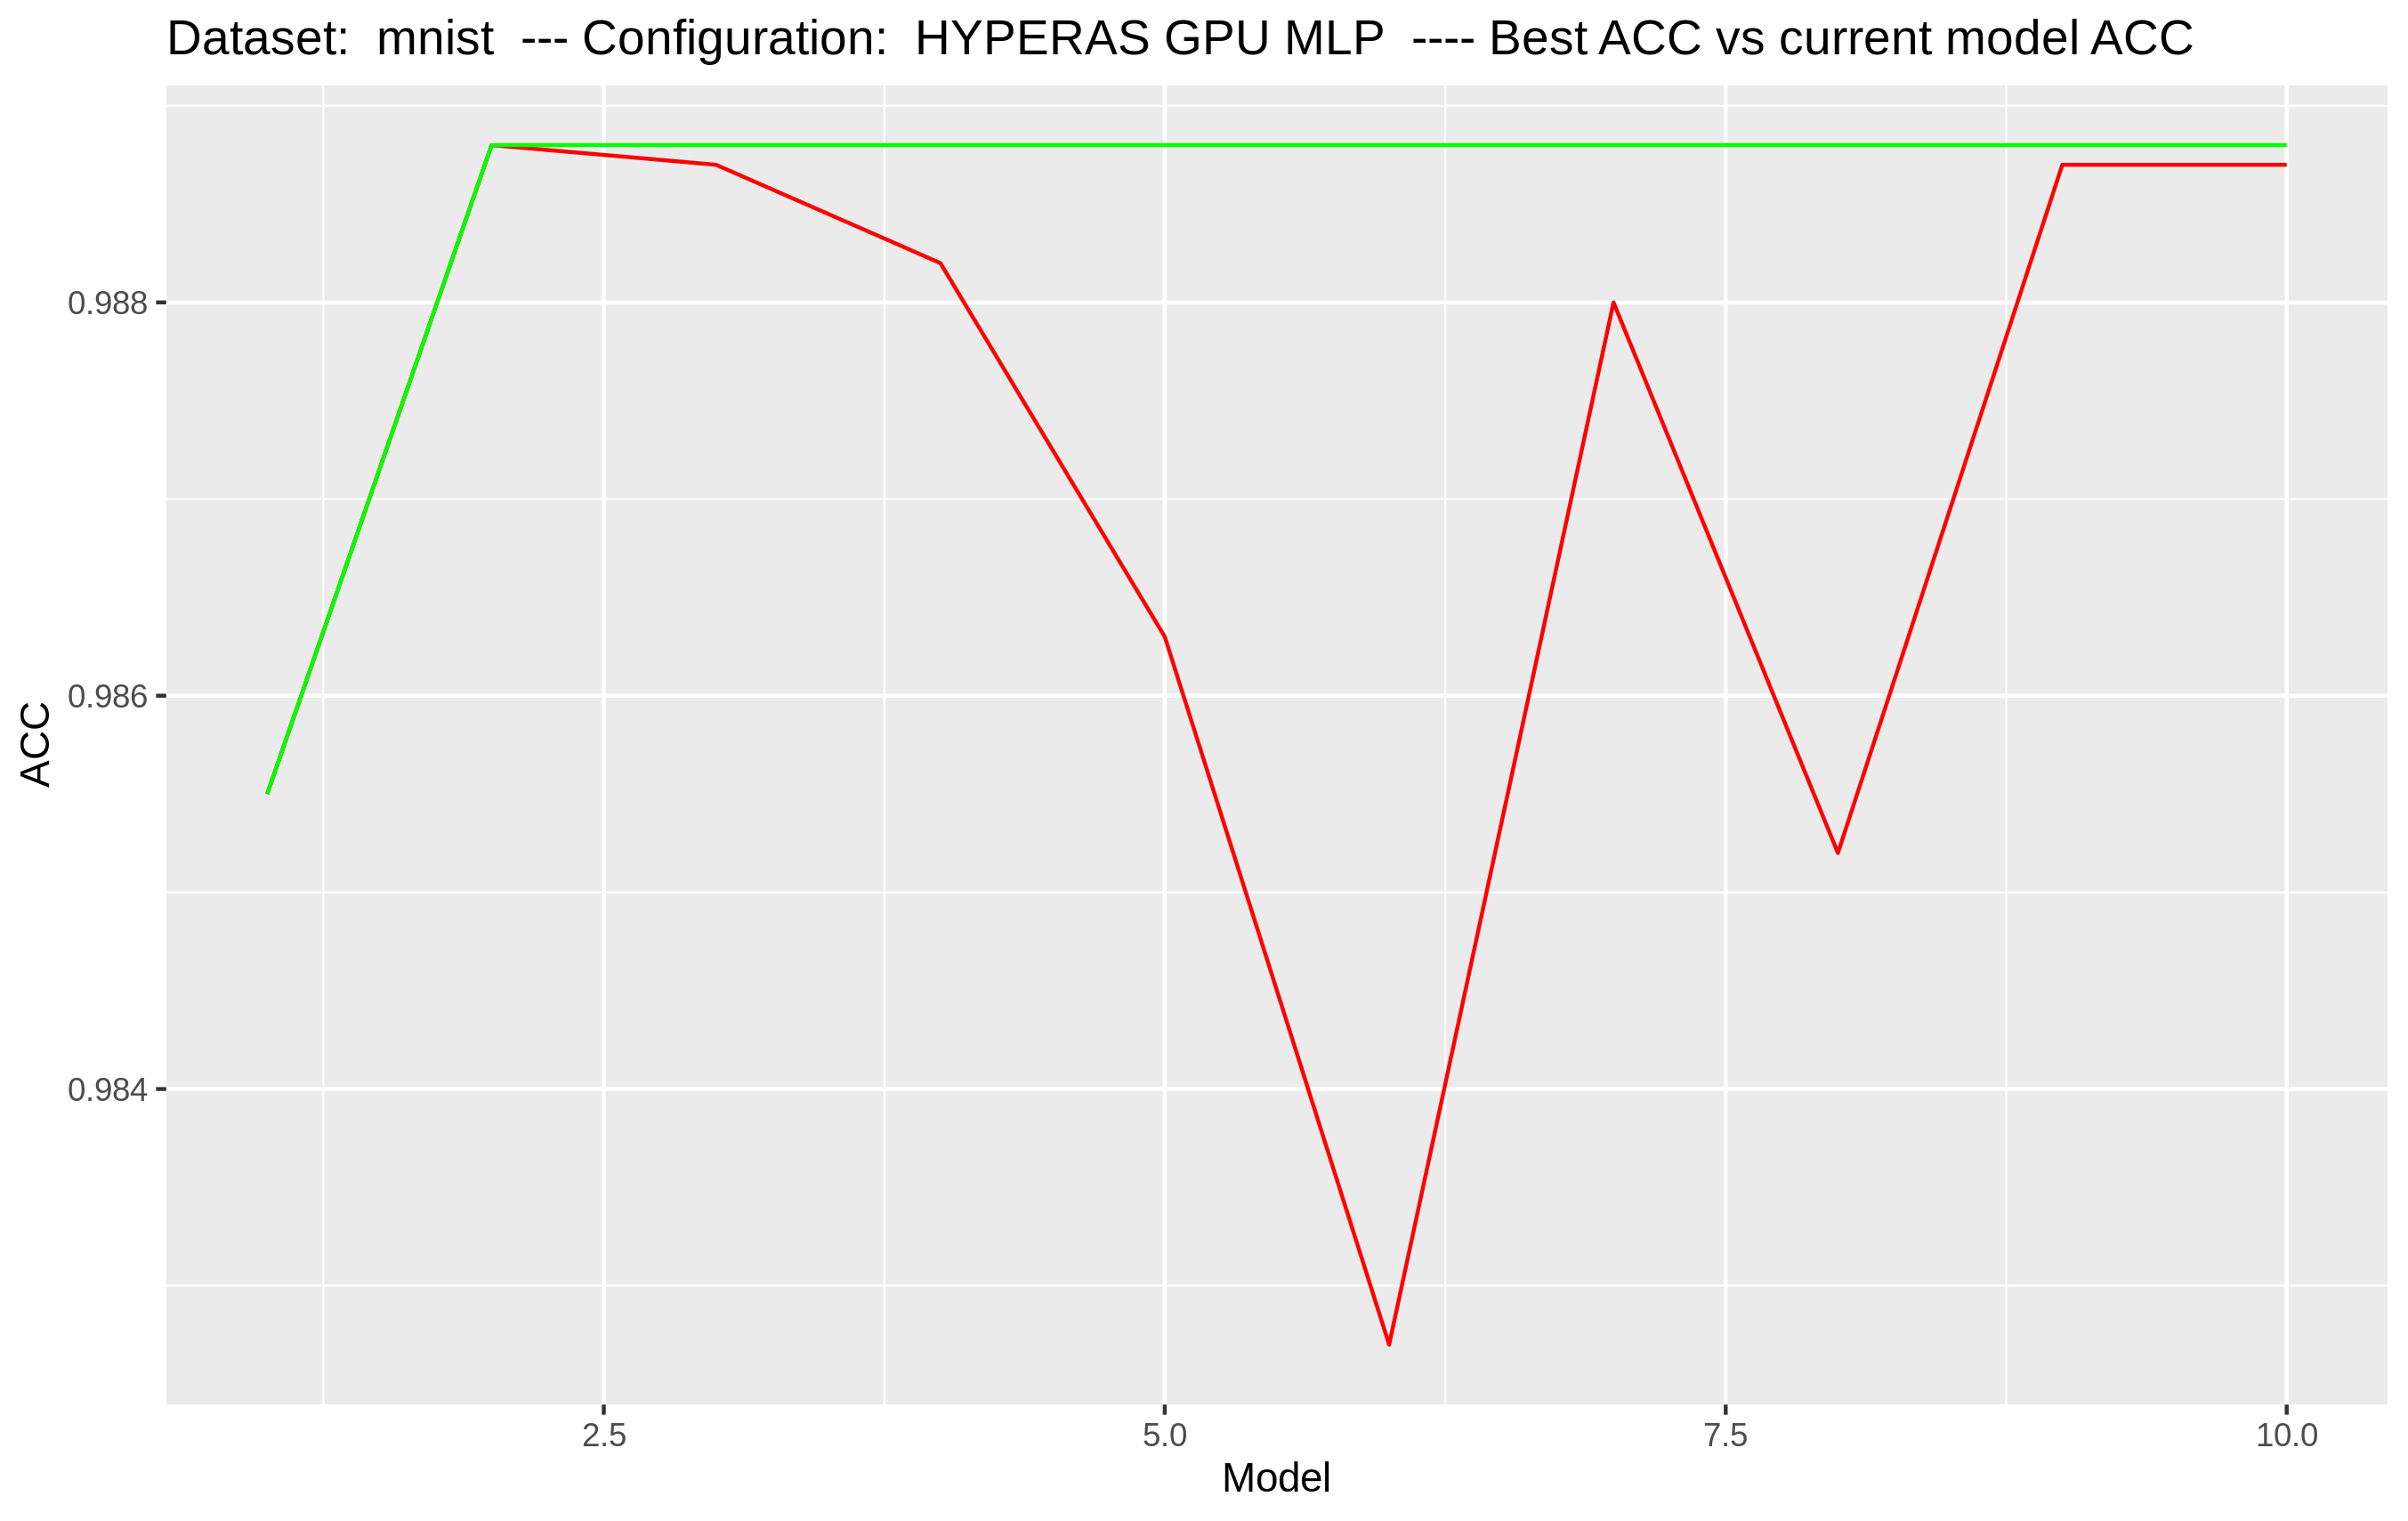 Dataset:  mnist  --- Configuration:  HYPERAS GPU MLP  ---- Best ACC vs current model ACC
ACC
0.988
0.986
0.984
2.5 5.0 7.5 10.0
Model